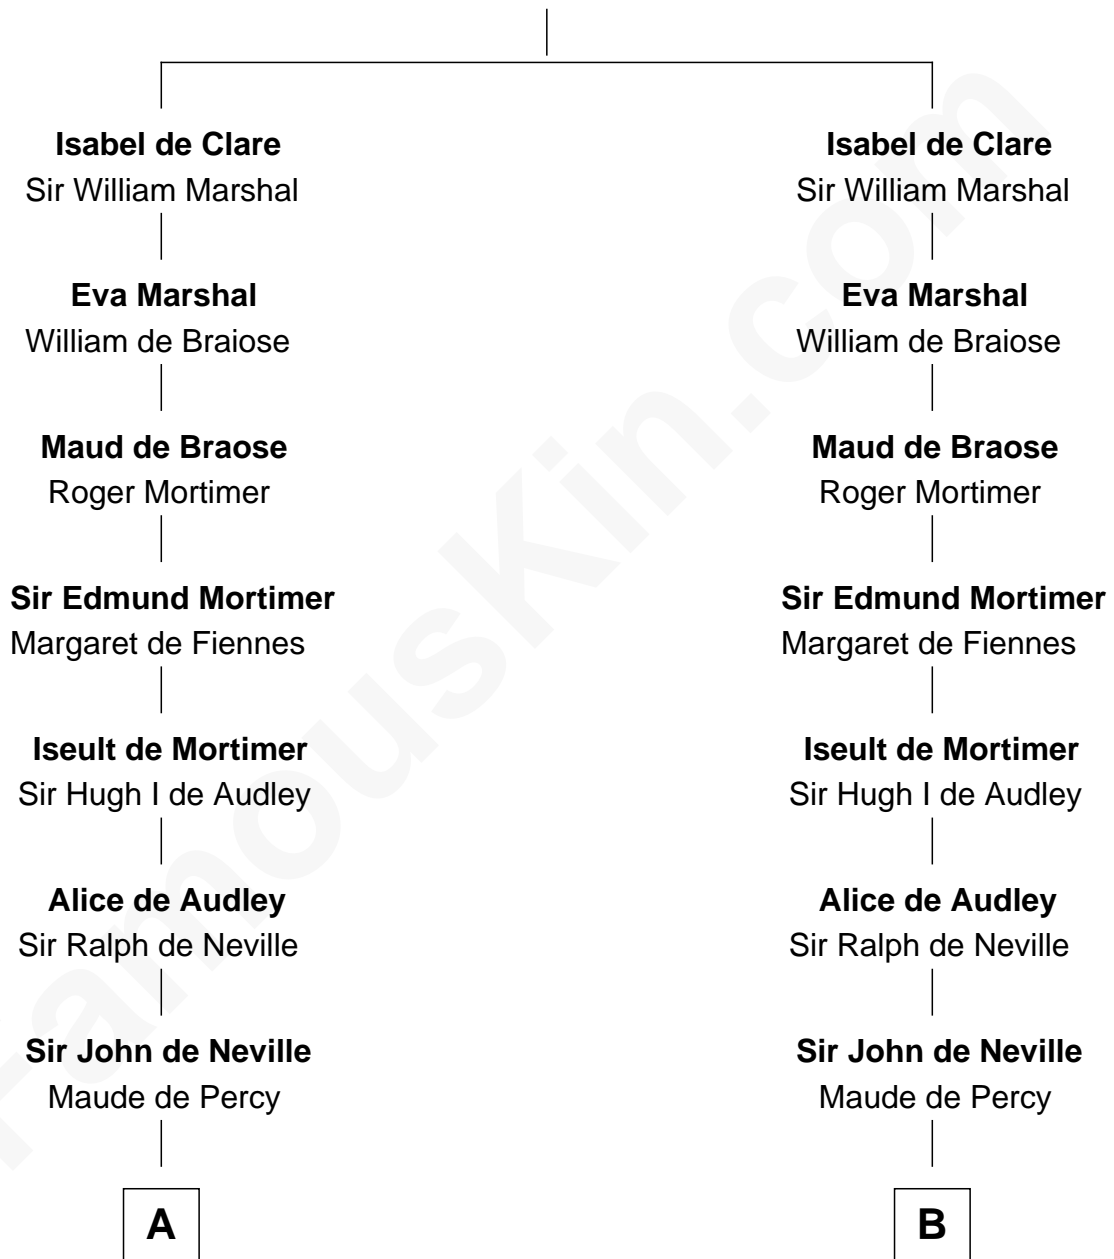 Isabel de Clare
Sir William Marshal
Eva Marshal
William de Braiose
Maud de Braose
Roger Mortimer
Sir Edmund Mortimer
Margaret de Fiennes
Iseult de Mortimer
Sir Hugh I de Audley
Alice de Audley
Sir Ralph de Neville
Sir John de Neville
Maude de Percy
A
Isabel de Clare
Sir William Marshal
Eva Marshal
William de Braiose
Maud de Braose
Roger Mortimer
Sir Edmund Mortimer
Margaret de Fiennes
Iseult de Mortimer
Sir Hugh I de Audley
Alice de Audley
Sir Ralph de Neville
Sir John de Neville
Maude de Percy
B
FamousKin.com